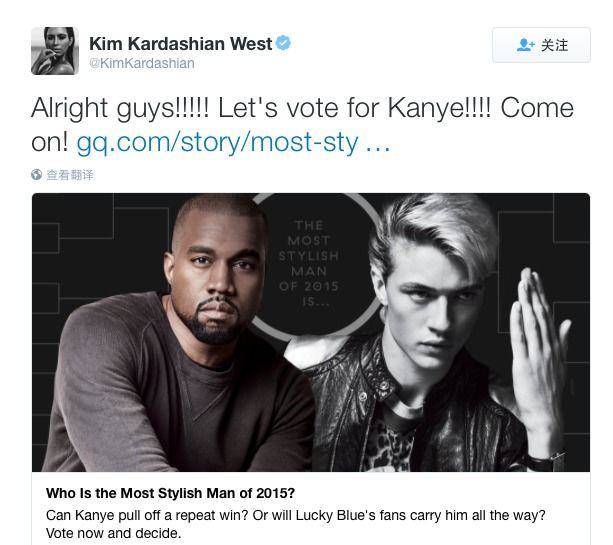 Kim Kardashian West
@KimKardashian
关注
Alright guys!!!!! Let's vote for Kanye!!!! Come
on! gq.com/story/most-sty …
查看翻译
THE
MOST
STYLISH
MAN
OF 2015
IS...
Who Is the Most Stylish Man of 2015?
Can Kanye pull off a repeat win? Or will Lucky Blue's fans carry him all the way?
Vote now and decide.